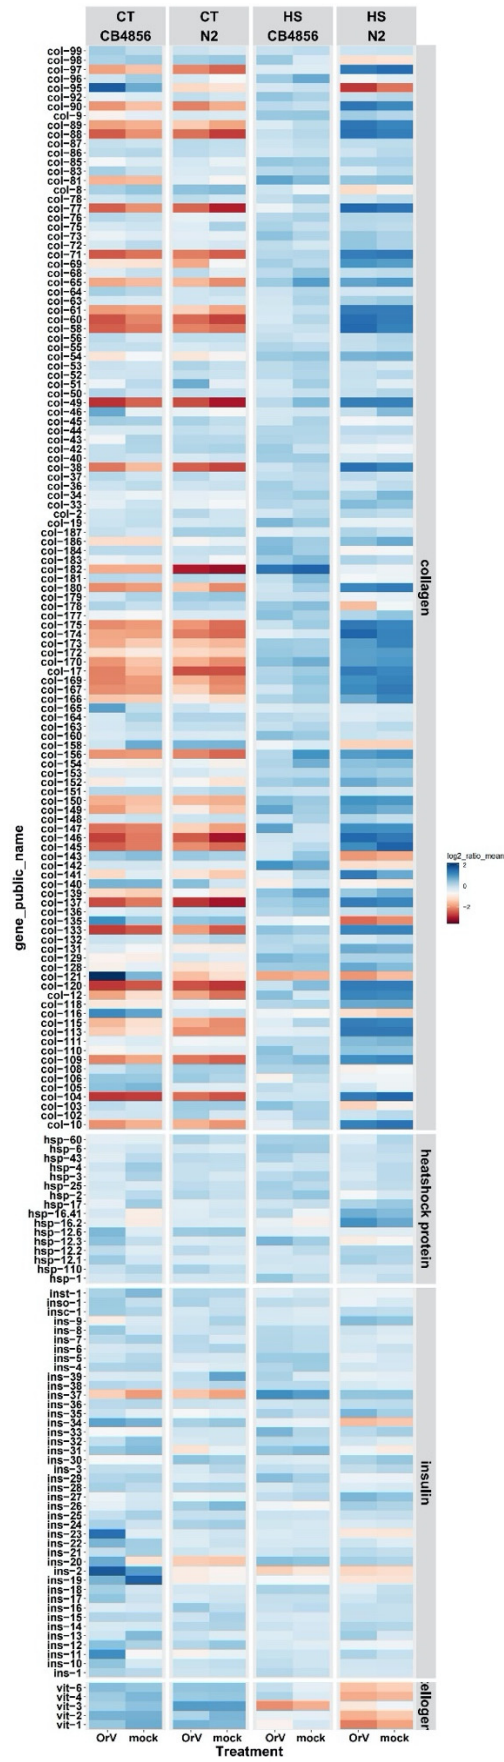 CT
CB4856
CT
N2
HS
CB4856
HS
N2
col-99
col-98
col-97
col-96
col-95
col-92
col-90
col-9
col-89
col-88
col-87
col-86
col-85
col-83
col-81
col-8
col-78
col-77
col-76
col-75
col-73
col-72
col-71
col-69
col-68
col-65
col-64
col-63
col-61
col-60
col-58
col-56
col-55
col-54
col-53
col-52
col-51
col-50
col-49
col-46
col-45
col-44
col-43
col-42
col-40
col-38
col-37
col-36
col-34
col-33
col-2
col-19
col-187
col-186
col-184
col-183
col-182
col-181
col-180
col-179
col-178
col-177
col-175
col-174
col-173
col-172
col-170
col-17
col-169
col-167
col-166
col-165
col-164
col-163
col-160
col-158
col-156
col-154
col-153
col-152
col-151
col-150
col-149
col-148
col-147
col-146
col-145
col-143
col-142
col-141
col-140
col-139
col-137
col-136
col-135
col-133
col-132
col-131
col-129
col-128
col-121
col-120
col-12
col-118
col-116
col-115
col-113
col-111
col-110
col-109
col-108
col-106
col-105
col-104
col-103
col-102
col-10
collagen
hsp-60
hsp-6
hsp-43
hsp-4
hsp-3
hsp-25
hsp-2
hsp-17
hsp-16.41
hsp-16.2
hsp-12.6
hsp-12.3
hsp-12.2
hsp-12.1
hsp-110
hsp-1
heatshock protein
inst-1
inso-1
insc-1
ins-9
ins-8
ins-7
ins-6
ins-5
ins-4
ins-39
ins-38
ins-37
ins-36
ins-35
ins-34
ins-33
ins-32
ins-31
ins-30
ins-3
ins-29
ins-28
ins-27
ins-26
ins-25
ins-24
ins-23
ins-22
ins-21
ins-20
ins-2
ins-19
ins-18
ins-17
ins-16
ins-15
ins-14
ins-13
ins-12
ins-11
ins-10
ins-1
insulin
vit-6
vit-4
vit-3
vit-2
vit-1
elloger
gene_public_name
log2_ratio_mean
2
0
−2
OrV mock OrV mock OrV mock OrV mock
Treatment